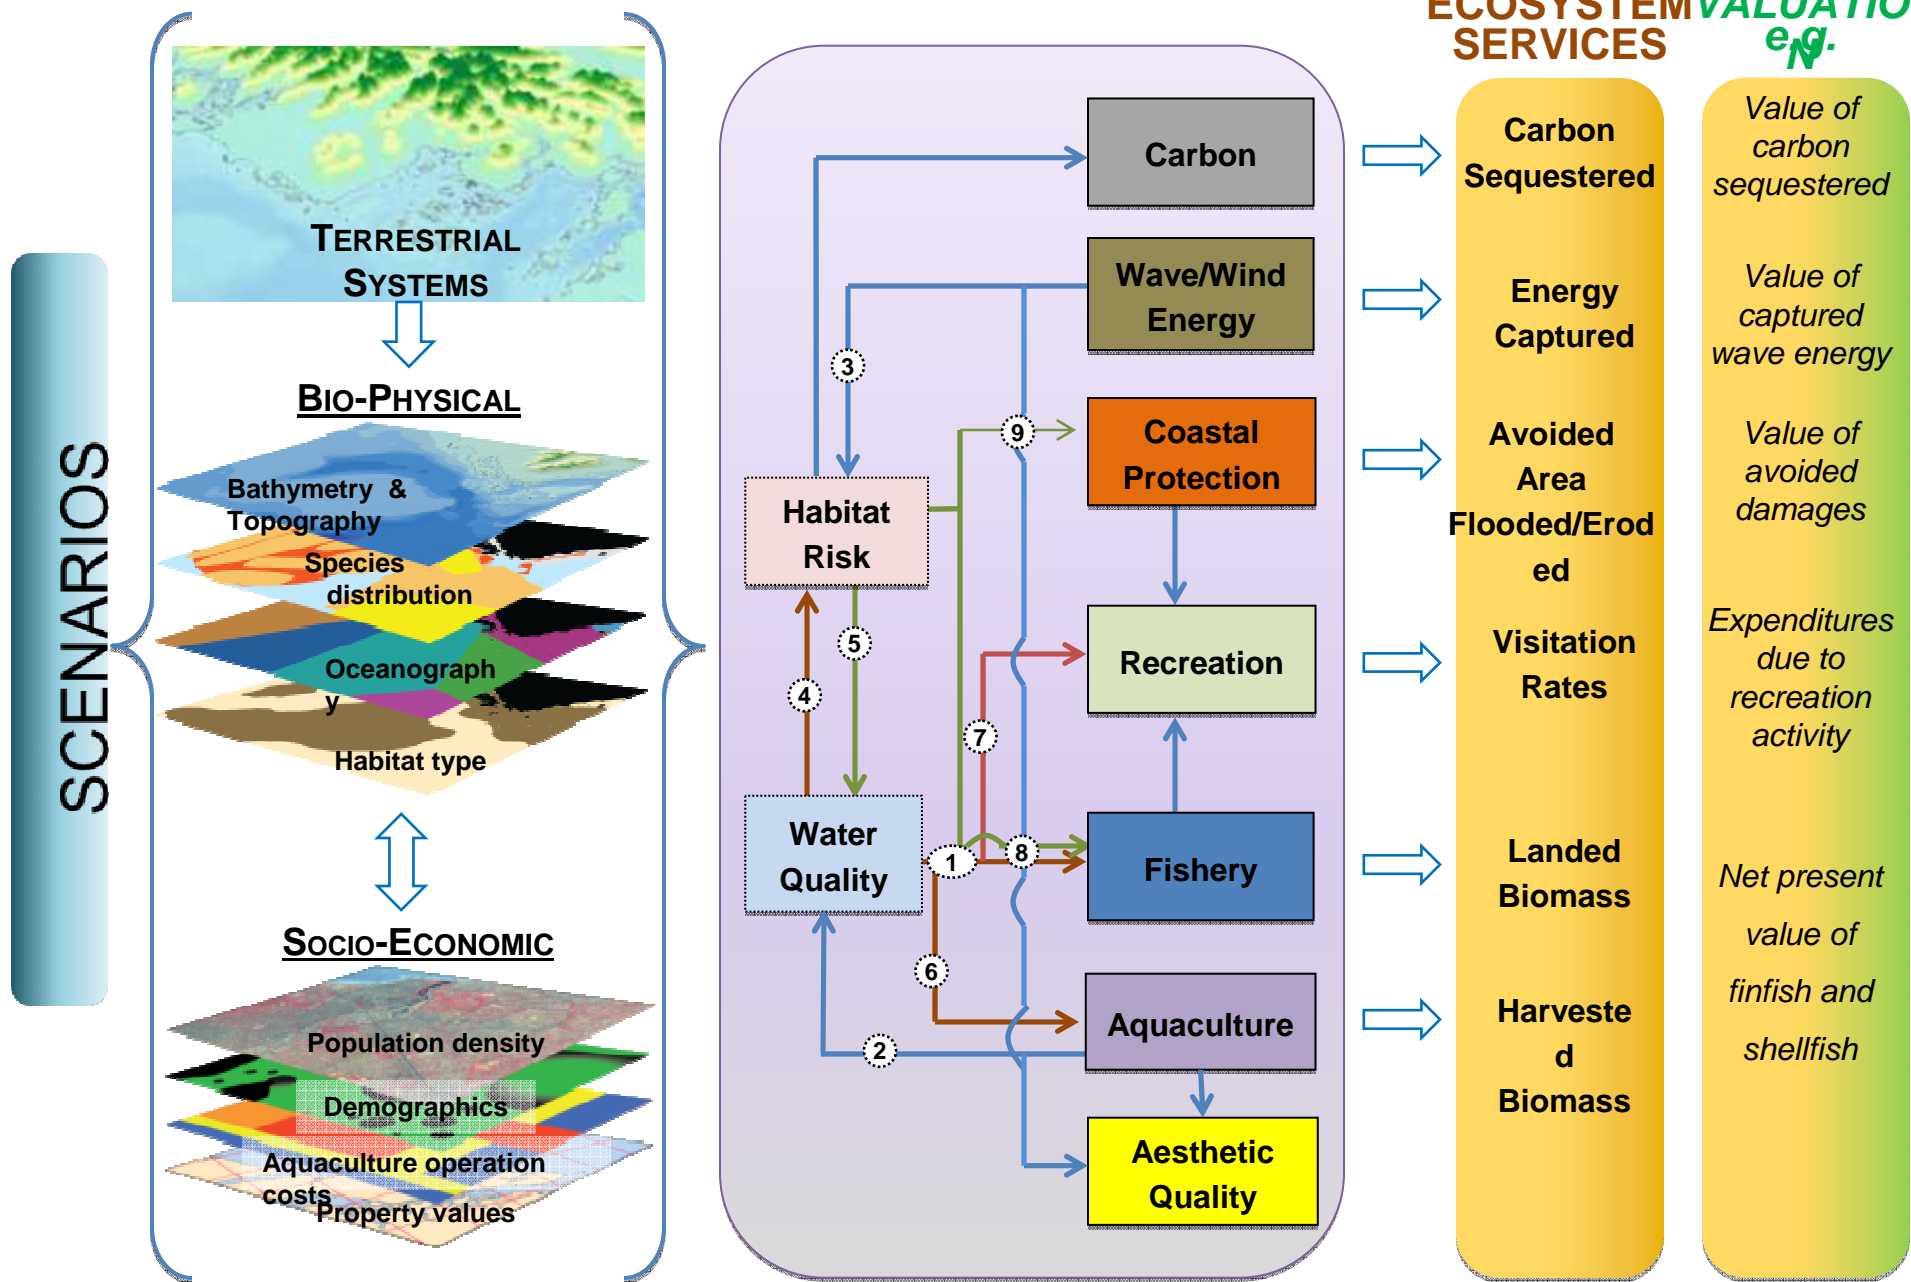 SCENARIOS
TERRESTRIAL
SYSTEMS
BIO-PHYSICAL
Bathymetry &
Topography
Species
distribution
Oceanograph
y
Habitat type
SOCIO-ECONOMIC
Population density
Demographics
Aquaculture operation
costs
Property values
Carbon
Wave/Wind
Energy
3
9
Coastal
Protection
Habitat
Risk
5
4
Recreation
7
Water
Quality
1
8
Fishery
6
2
Aquaculture
Aesthetic
Quality
ECOSYSTEM
SERVICES
Carbon
Sequestered
Energy
Captured
Avoided
Area
Flooded/Erod
ed
Visitation
Rates
Landed
Biomass
Harveste
d
Biomass
VALUATIO
N
e.g.
Value of
carbon
sequestered
Value of
captured
wave energy
Value of
avoided
damages
Expenditures
due to
recreation
activity
Net present
value of
finfish and
shellfish